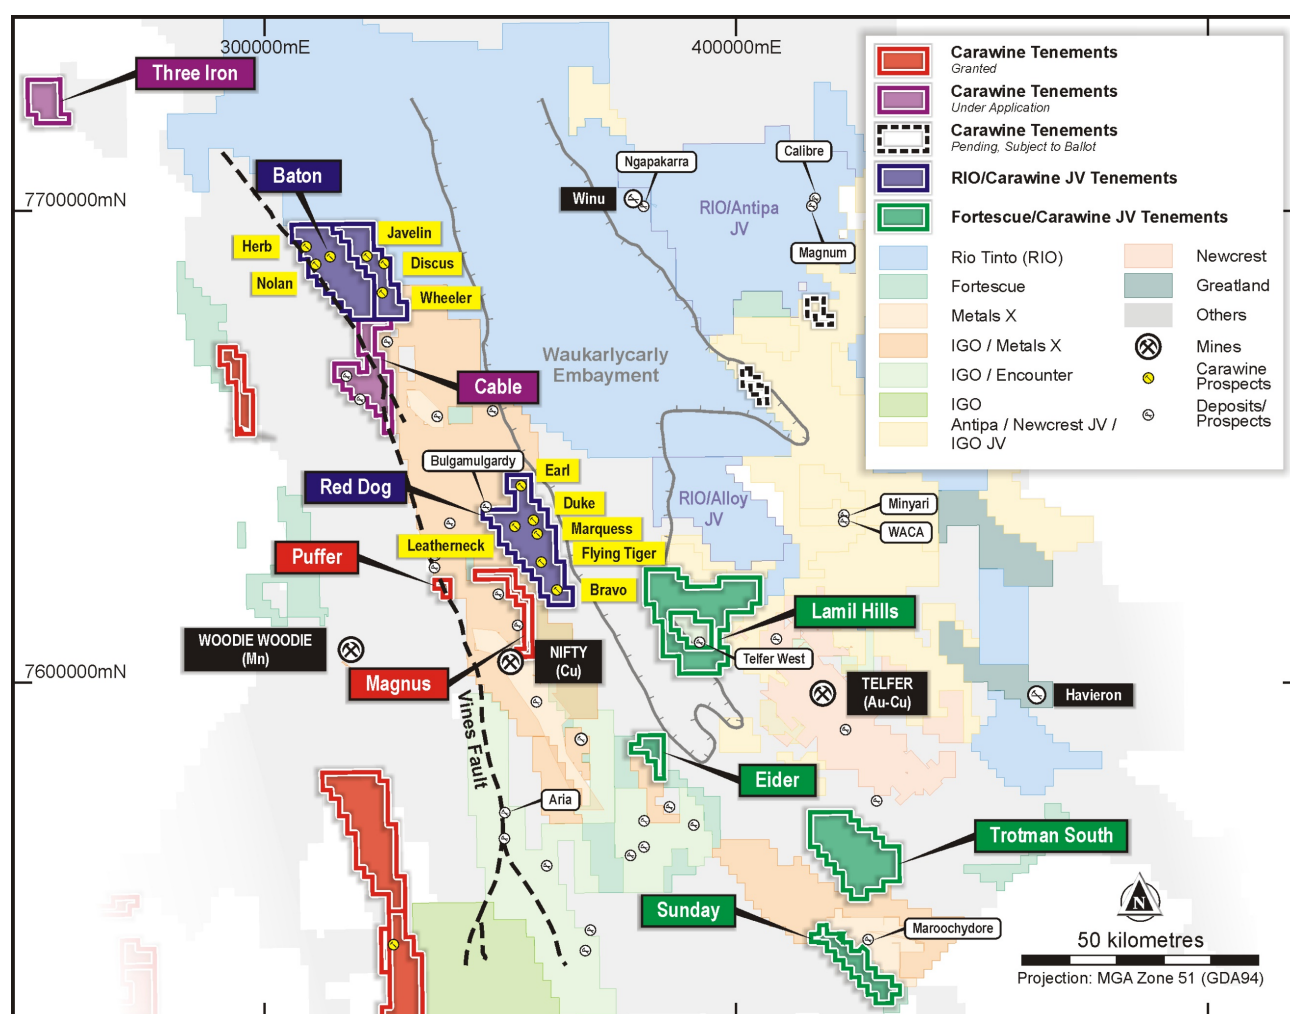 300000mE
400000mE
7700000mN
7600000mN
Three Iron
Baton
Herb
Nolan
Javelin
Discus
Wheeler
Cable
Ngapakarra
Winu
Calibre
Magnum
RIO/Antipa
JV
Waukarlycarly
Embayment
Bulgamulgardy
Red Dog
Earl
Duke
Marquess
Flying Tiger
Leatherneck
Bravo
RIO/Alloy
JV
Minyari
WACA
Puffer
WOODIE WOODIE
(Mn)
Magnus
NIFTY
(Cu)
Lamil Hills
Telfer West
TELFER
(Au-Cu)
Havieron
Vines Fault
Eider
Aria
Trotman South
Sunday
Maroochydore
Carawine Tenements
Granted
Carawine Tenements
Under Application
Carawine Tenements
Pending, Subject to Ballot
RIO/Carawine JV Tenements
Fortescue/Carawine JV Tenements
Rio Tinto (RIO)
Fortescue
Metals X
IGO / Metals X
IGO / Encounter
IGO
Antipa / Newcrest JV /
IGO JV
Newcrest
Greatland
Others
Mines
Carawine
Prospects
Deposits/
Prospects
N
50 kilometres
Projection: MGA Zone 51 (GDA94)